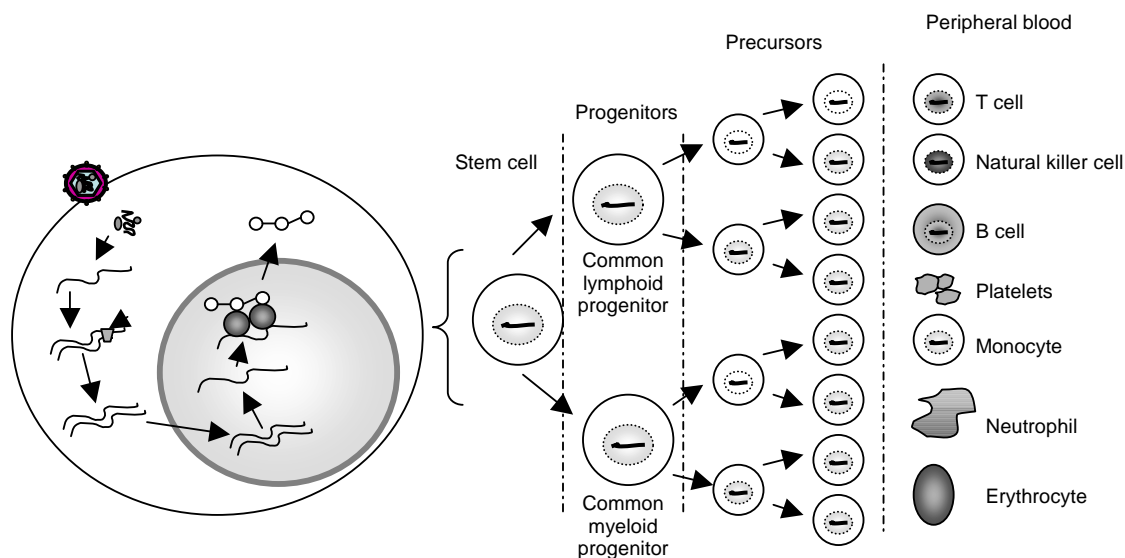 Stem cell
Progenitors
Common
lymphoid
progenitor
Common
myeloid
progenitor
Precursors
Peripheral blood
T cell
Natural killer cell
B cell
Platelets
Monocyte
Neutrophil
Erythrocyte